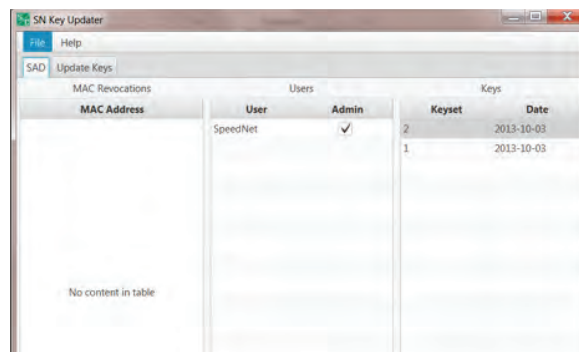 SN Key Updater
File Help
SAD Update Keys
MAC Revocations Users Keys
MAC Address User Admin Keyset Date
SpeedNet 2 2013-10-03
1 2013-10-03
No content in table